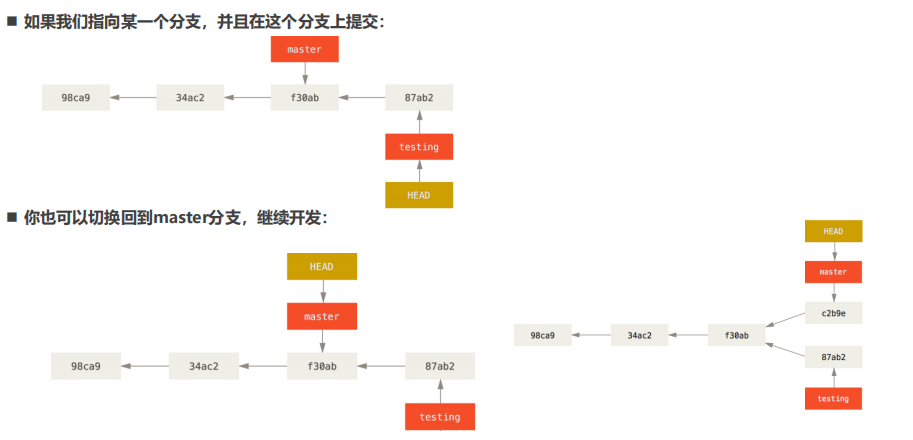 ■ 如果我们指向某一个分支，并且在这个分支上提交：
master
98ca9 34ac2 f30ab 87ab2
testing
HEAD
■ 你也可以切换回到master分支，继续开发：
HEAD
master
98ca9 34ac2 f30ab 87ab2
testing
HEAD
master
c2b9e
98ca9 34ac2 f30ab
87ab2
testing